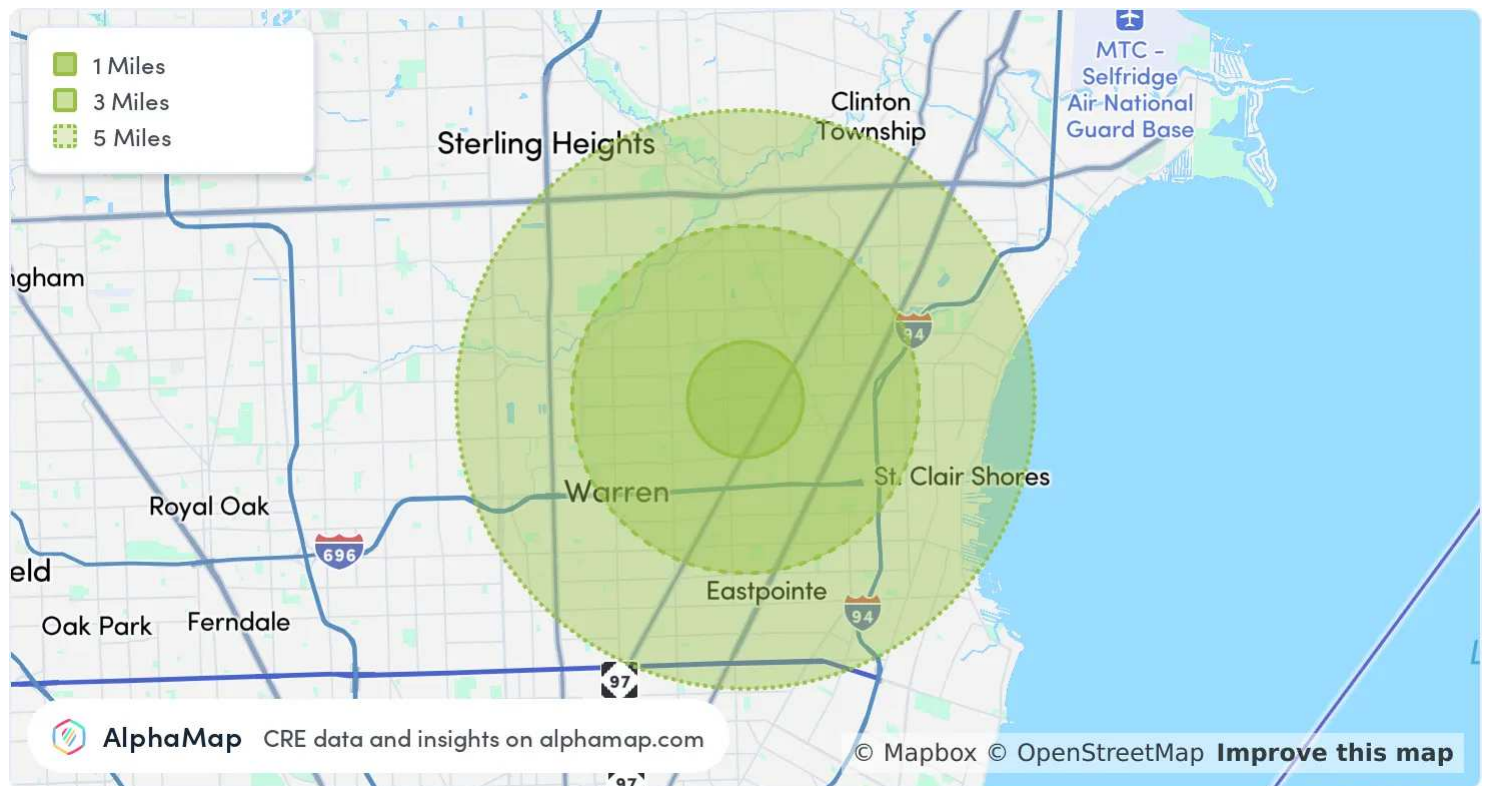 1 Miles
3 Miles
5 Miles
MTC -
Selfridge
Air National
Guard Base
Clinton
Township
Sterling Heights
ngham
94
St. Clair Shores
Warren
Royal Oak
696
eld
Eastpointe
94
Oak Park
Ferndale
97
L
AlphaMap CRE data and insights on alphamap.com
© Mapbox © OpenStreetMap Improve this map
97